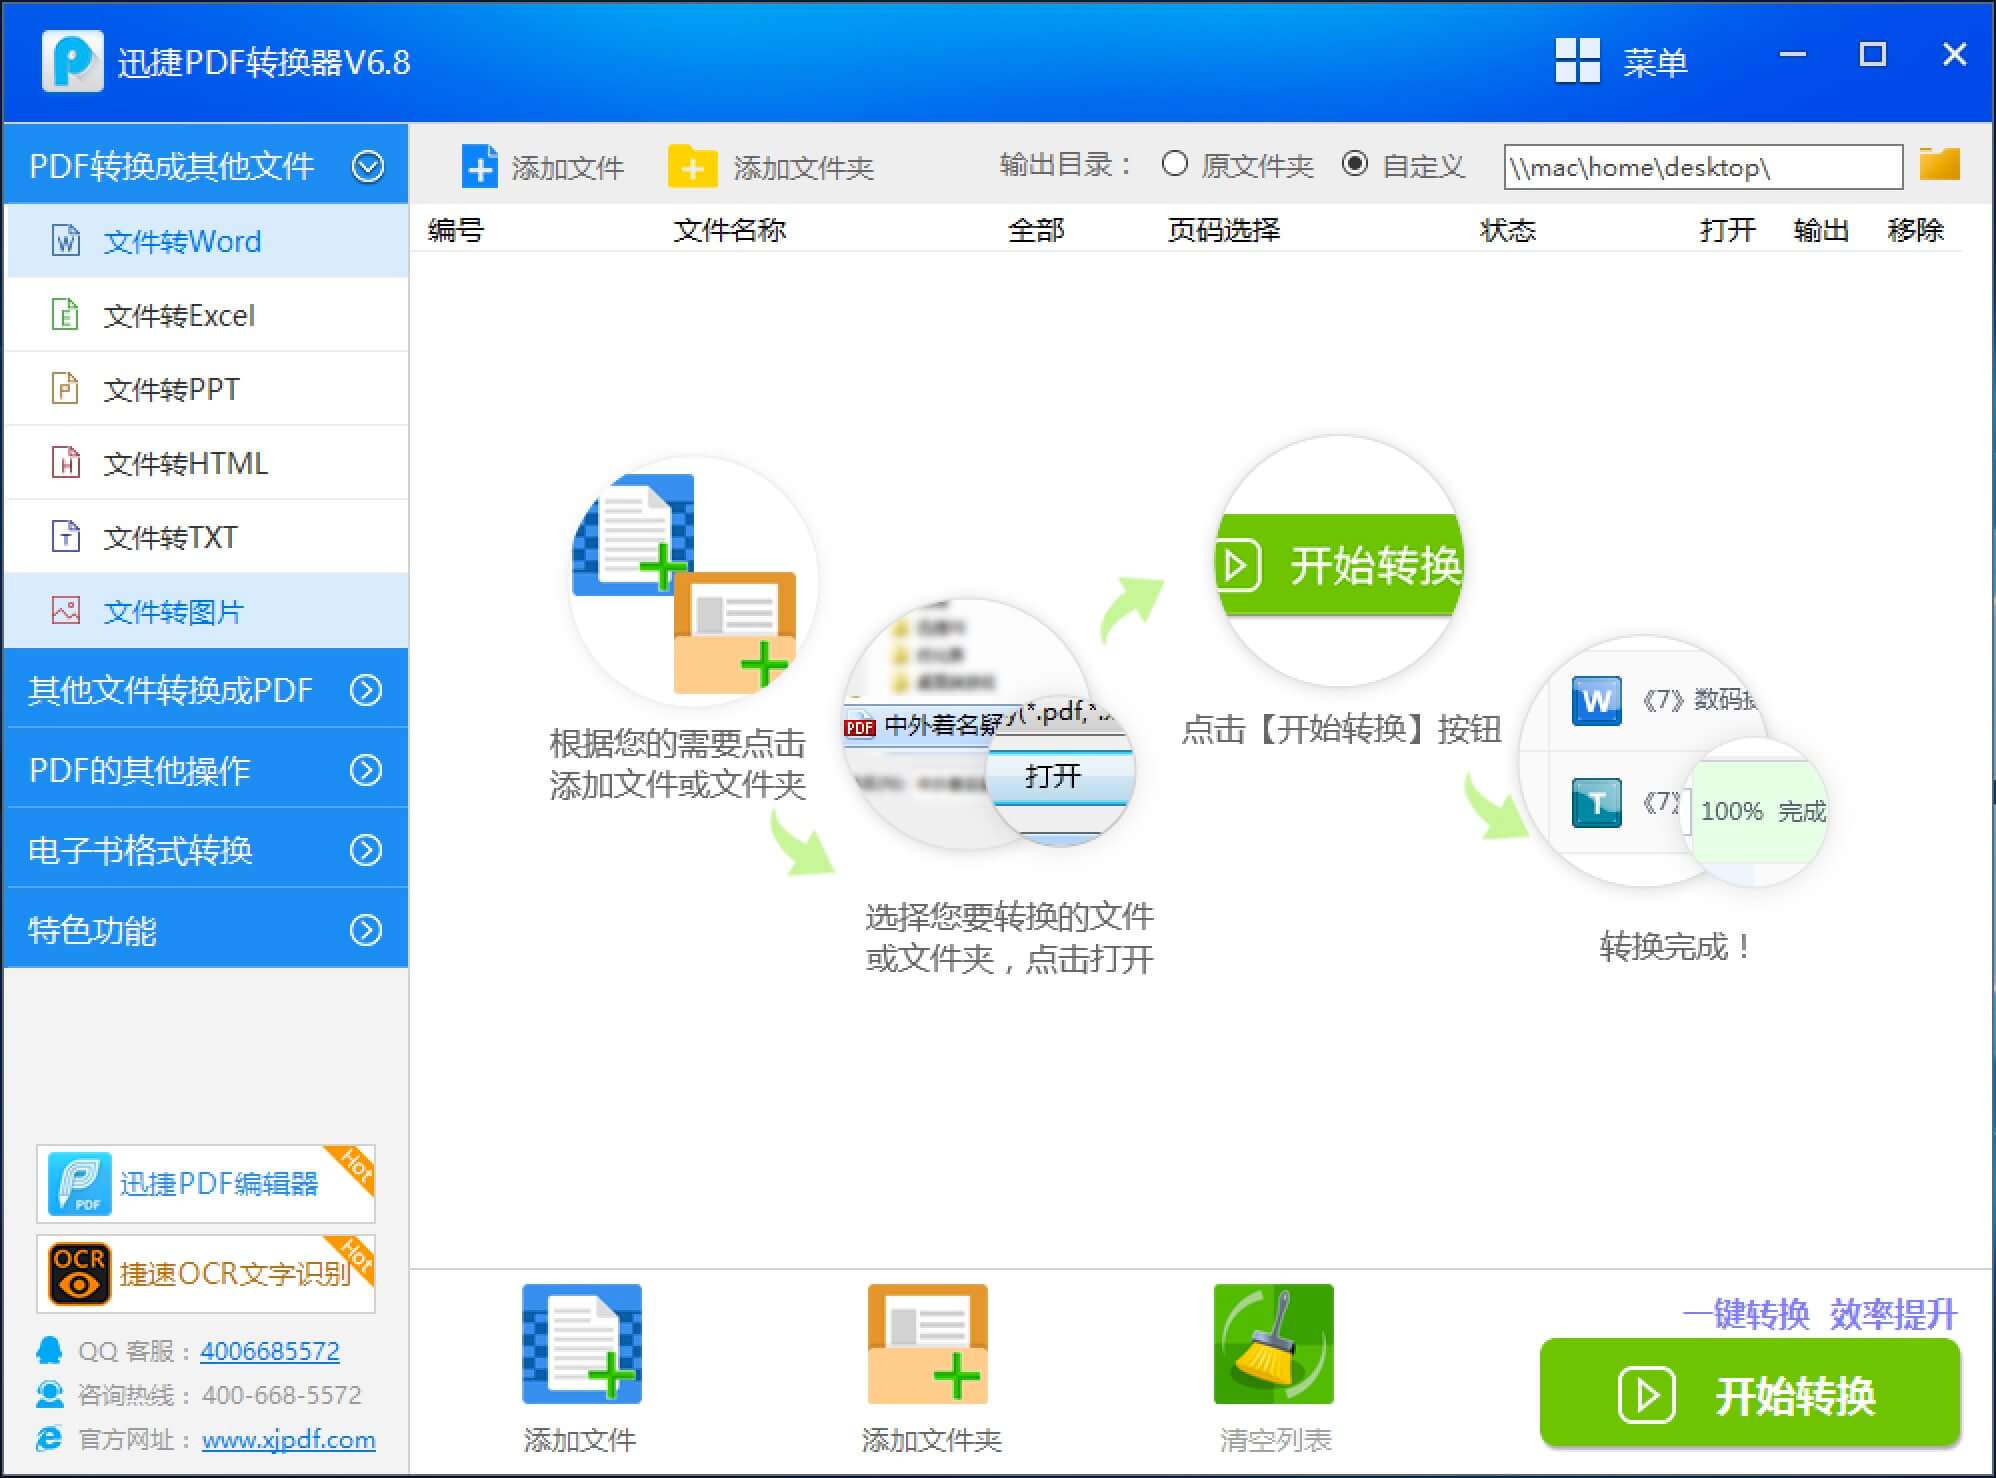 迅捷PDF转换器V6.8
菜单
PDF转换成其他文件
添加文件
添加文件夹
输出目录：
原文件夹
自定义
\\mac\home\desktop\
编号
文件名称
全部
页码选择
状态
打开
输出
移除
文件转Word
文件转Excel
文件转PPT
文件转HTML
文件转TXT
文件转图片
其他文件转换成PDF
PDF的其他操作
电子书格式转换
特色功能
根据您的需要点击
添加文件或文件夹
PDF 中外着名疑
(*.pdf,*.
打开
选择您要转换的文件
或文件夹，点击打开
开始转换
点击【开始转换】按钮
W 《7》数码
T 《7》
100% 完成
转换完成！
PDF
迅捷PDF编辑器
Hot
OCR
捷速OCR文字识别
Hot
QQ 客服：4006685572
咨询热线：400-668-5572
官方网址：www.xjpdf.com
添加文件
添加文件夹
清空列表
一键转换 效率提升
开始转换